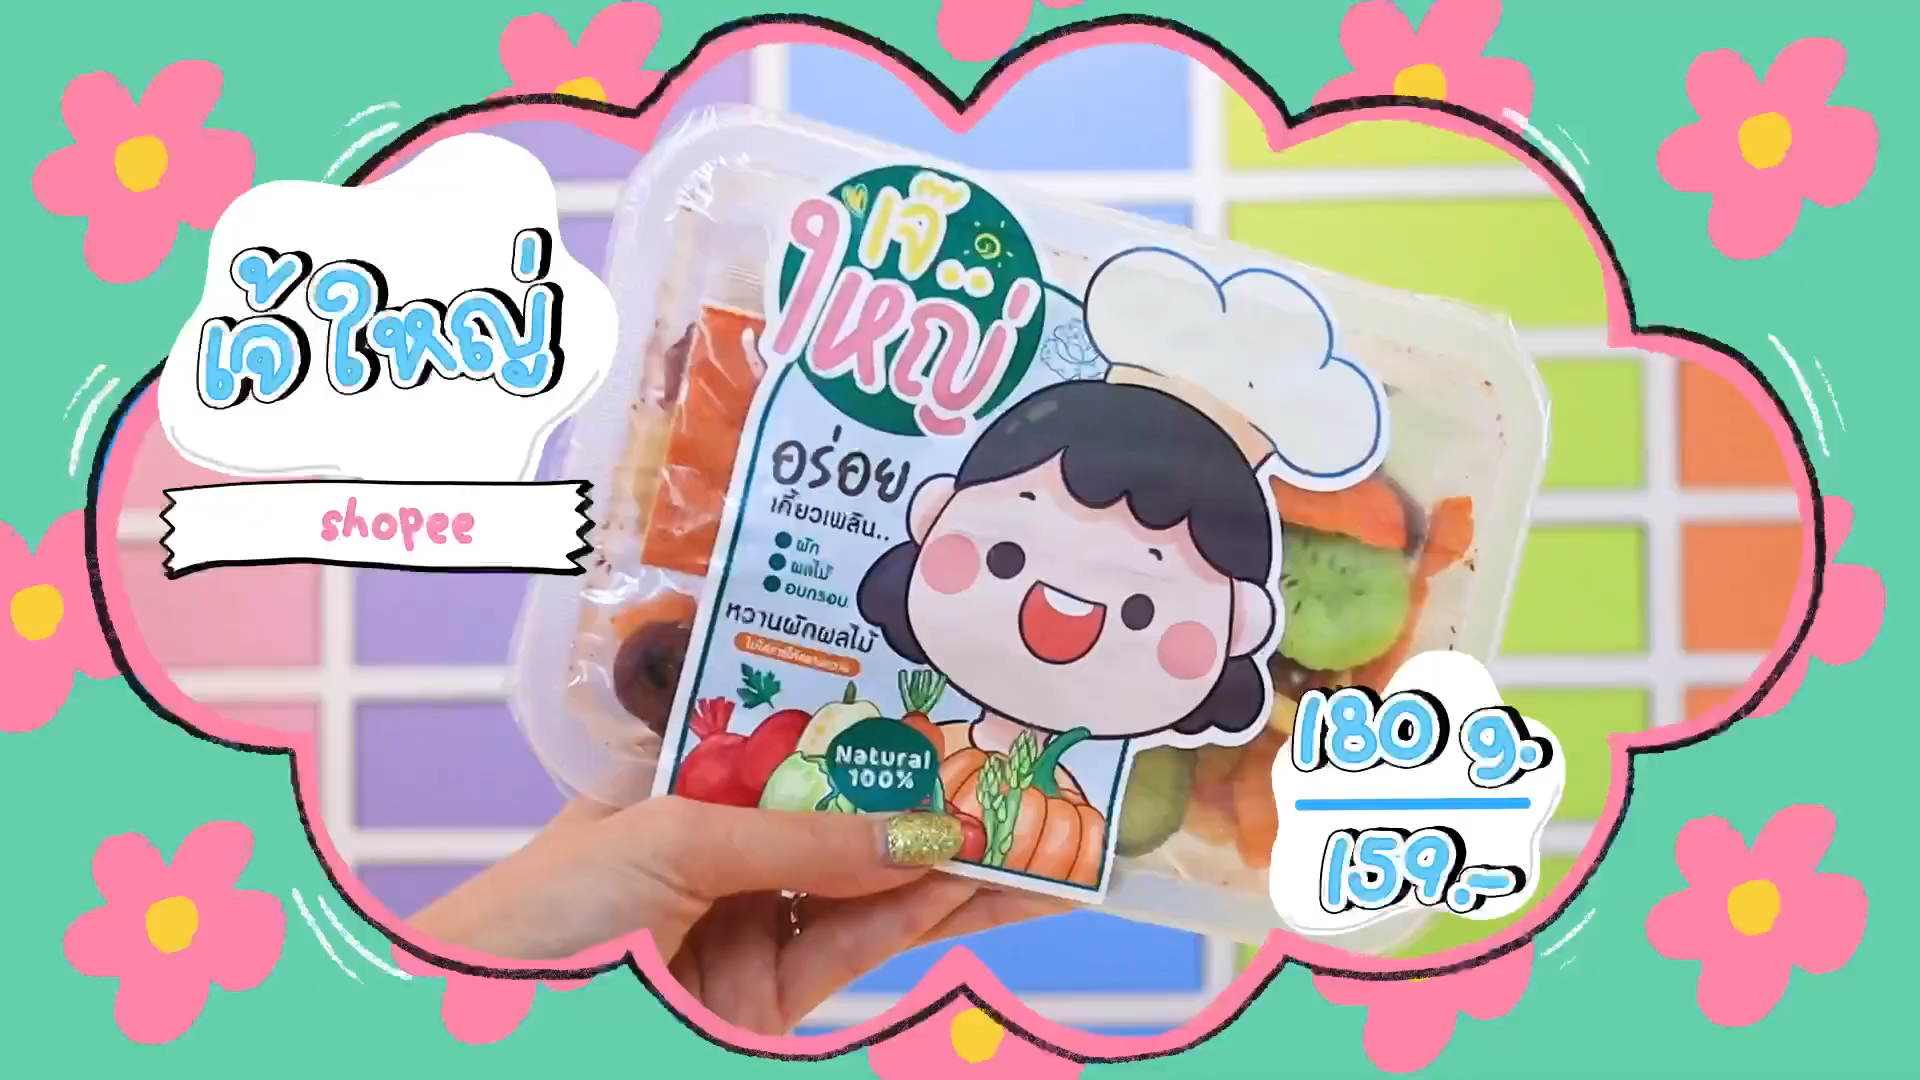 เจ้ใหญ่
shopee
เจ๊..
ใหญ่
อร่อย
เคี้ยวเพลิน..
ผัก
ผลไม้
อบกรอบ
หวานผักผลไม้
Natural
100%
180 g.
159.-